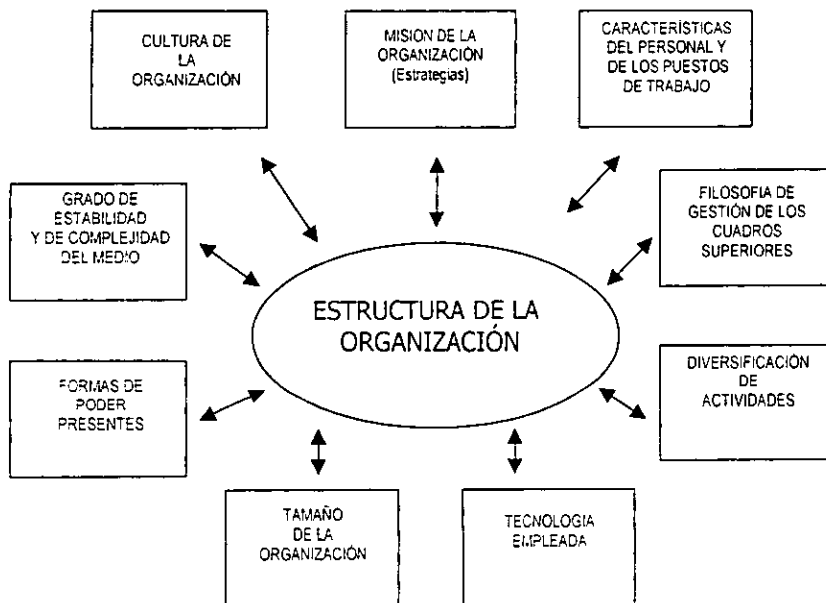 CULTURA DE
LA
ORGANIZACIÓN
MISION DE LA
ORGANIZACIÓN
(Estrategias)
CARACTERÍSTICAS
DEL PERSONAL Y
DE LOS PUESTOS
DE TRABAJO
GRADO DE
ESTABILIDAD
Y DE COMPLEJIDAD
DEL MEDIO
FILOSOFIA DE
GESTIÓN DE LOS
CUADROS
SUPERIORES
ESTRUCTURA DE LA
ORGANIZACIÓN
FORMAS DE
PODER
PRESENTES
DIVERSIFICACIÓN
DE
ACTIVIDADES
TAMAÑO
DE LA
ORGANIZACIÓN
TECNOLOGIA
EMPLEADA